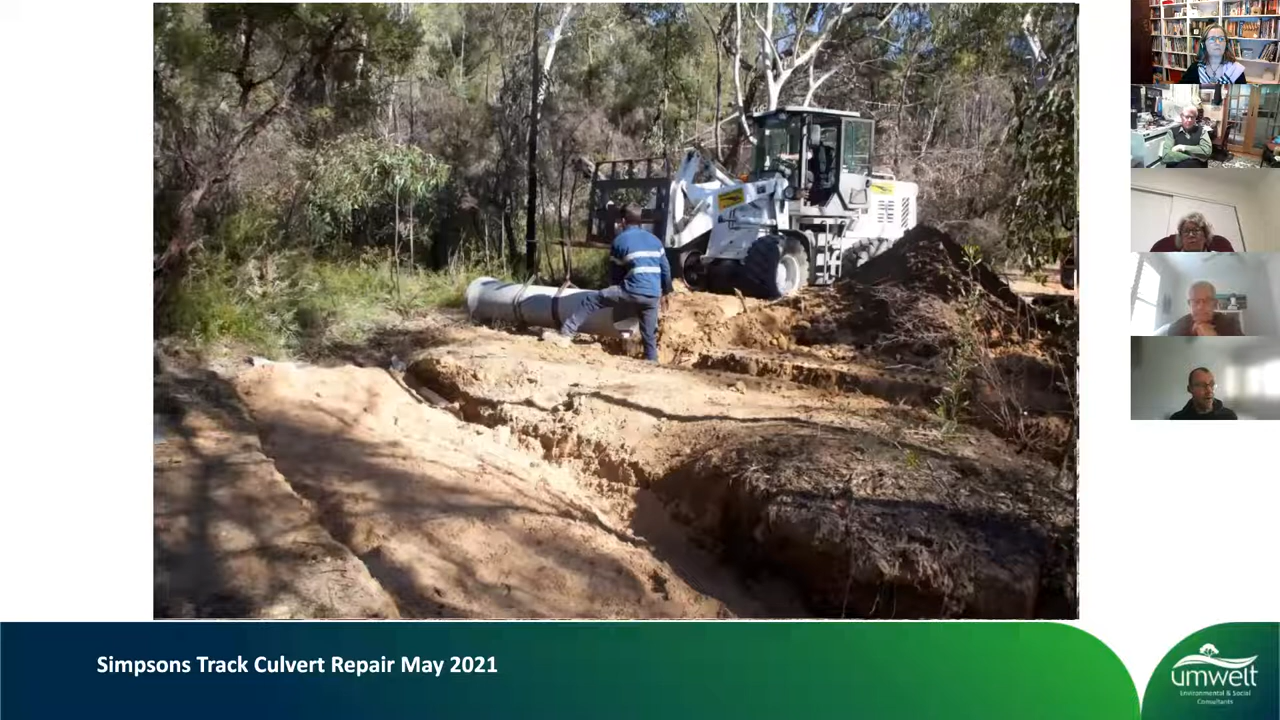 Simpsons Track Culvert Repair May 2021
umwelt
Environmental & Social
Consultants